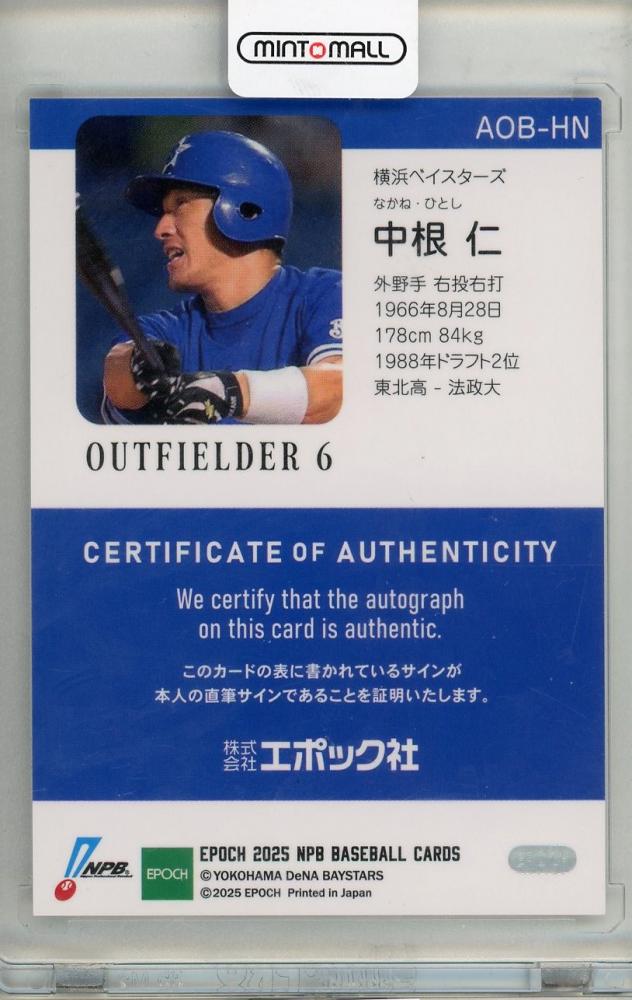 MINTMALL
AOB-HN
横浜ベイスターズ
なかね・ひとし
中根 仁
外野手 右投右打
1966年8月28日
178cm 84kg
1988年ドラフト2位
東北高 - 法政大
OUTFIELDER 6
CERTIFICATE OF AUTHENTICITY
We certify that the autograph
on this card is authentic.
このカードの表に書かれているサインが
本人の直筆サインであることを証明いたします。
株式会社 エポック社
NPB
EPOCH
EPOCH 2025 NPB BASEBALL CARDS
©YOKOHAMA DeNA BAYSTARS
©2025 EPOCH Printed in Japan